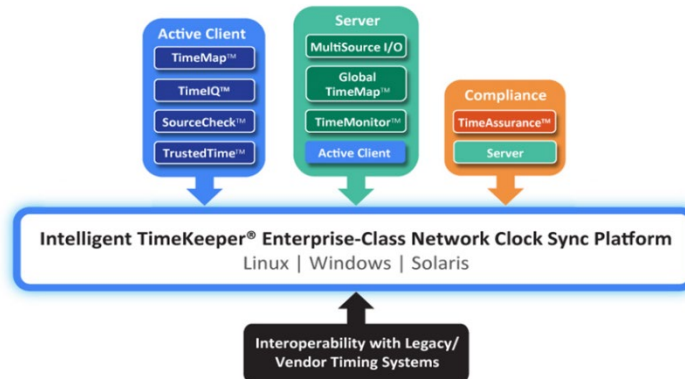 Active Client
TimeMap™
TimeIQ™
SourceCheck™
TrustedTime™
Server
MultiSource I/O
Global
TimeMap™
TimeMonitor™
Active Client
Compliance
TimeAssurance™
Server
Intelligent TimeKeeper® Enterprise-Class Network Clock Sync Platform
Linux | Windows | Solaris
Interoperability with Legacy/
Vendor Timing Systems